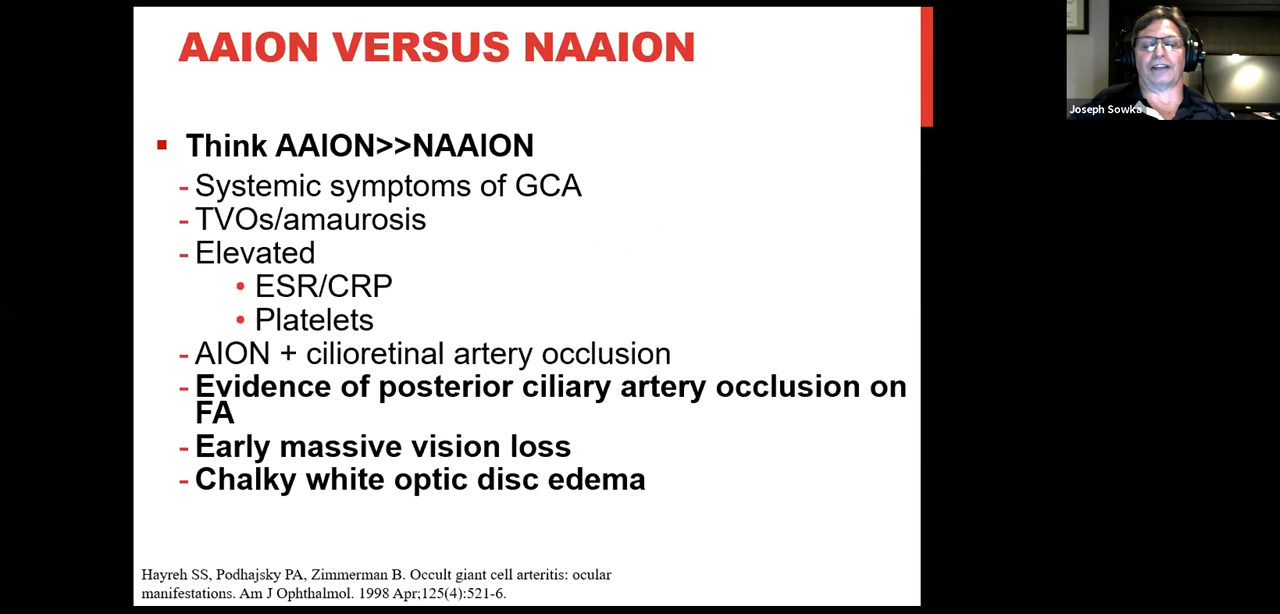 AAION VERSUS NAAION
Think AAION>>NAAION
- Systemic symptoms of GCA
- TVOs/amaurosis
- Elevated
• ESR/CRP
• Platelets
- AION + cilioretinal artery occlusion
- Evidence of posterior ciliary artery occlusion on
FA
- Early massive vision loss
- Chalky white optic disc edema
Hayreh SS, Podhajsky PA, Zimmerman B. Occult giant cell arteritis: ocular
manifestations. Am J Ophthalmol. 1998 Apr;125(4):521-6.
Joseph Sowka